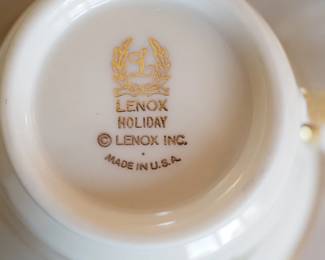 L
LENOX
HOLIDAY
© LENOX INC.
MADE IN U.S.A.